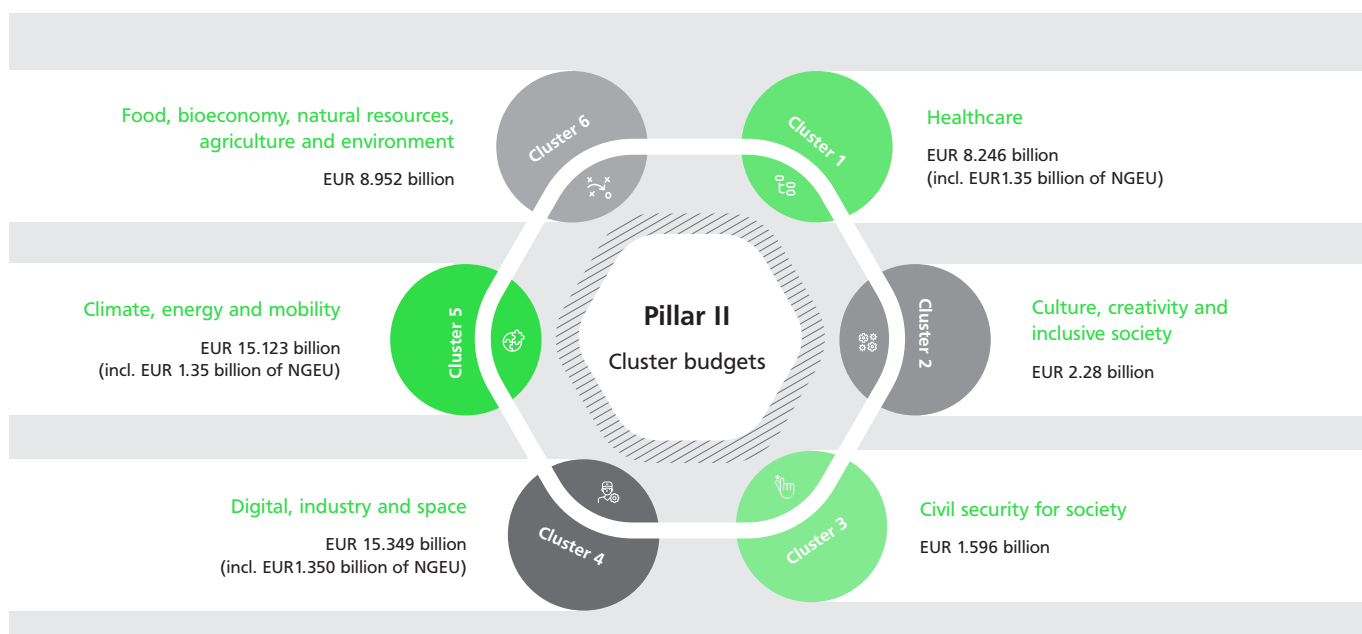 Pillar II
Cluster budgets
Cluster 1
Healthcare
EUR 8.246 billion
(incl. EUR1.35 billion of NGEU)
Cluster 2
Culture, creativity and
inclusive society
EUR 2.28 billion
Cluster 3
Civil security for society
EUR 1.596 billion
Cluster 4
Digital, industry and space
EUR 15.349 billion
(incl. EUR1.350 billion of NGEU)
Cluster 5
Climate, energy and mobility
EUR 15.123 billion
(incl. EUR 1.35 billion of NGEU)
Cluster 6
Food, bioeconomy, natural resources,
agriculture and environment
EUR 8.952 billion